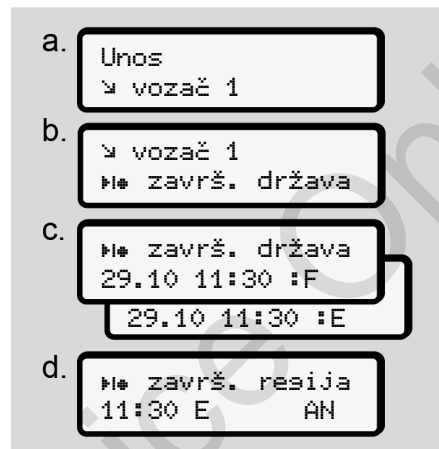 a.
Unos
↘ vozač 1
b.
↘ vozač 1
završ. država
c.
završ. država
29.10 11:30 :F
29.10 11:30 :E
d.
završ. regija
11:30 E AN